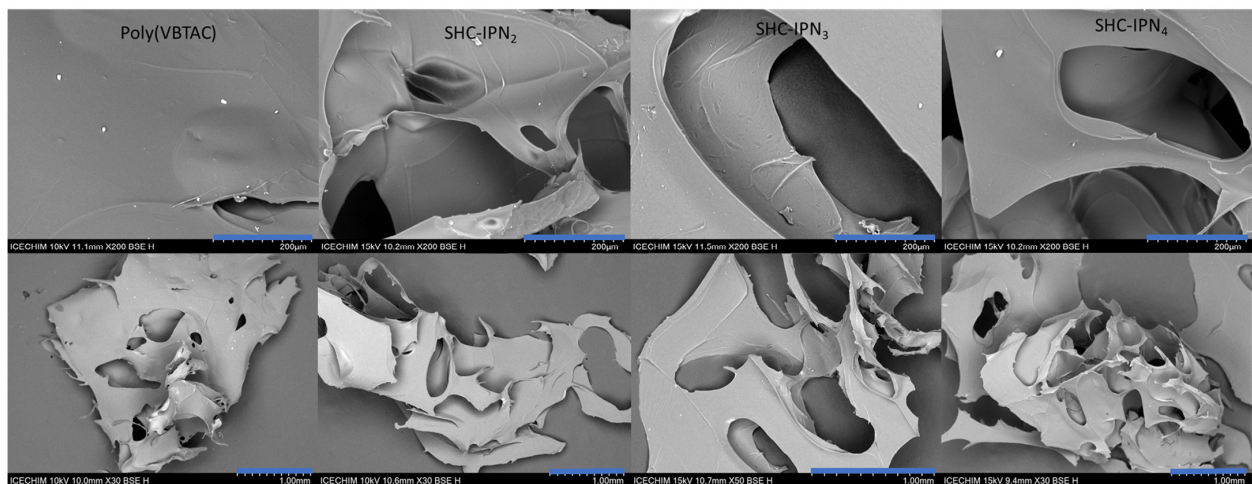 Poly(VBTAC)
SHC-IPN₂
SHC-IPN₃
SHC-IPN₄
ICECHIM 10kV 11.1mm X200 BSE H 200µm
ICECHIM 15kV 10.2mm X200 BSE H 200µm
ICECHIM 15kV 11.5mm X200 BSE H 200µm
ICECHIM 15kV 10.2mm X200 BSE H 200µm
ICECHIM 10kV 10.0mm X30 BSE H 1.00mm
ICECHIM 10kV 10.6mm X30 BSE H 1.00mm
ICECHIM 15kV 10.7mm X50 BSE H 1.00mm
ICECHIM 15kV 9.4mm X30 BSE H 1.00mm